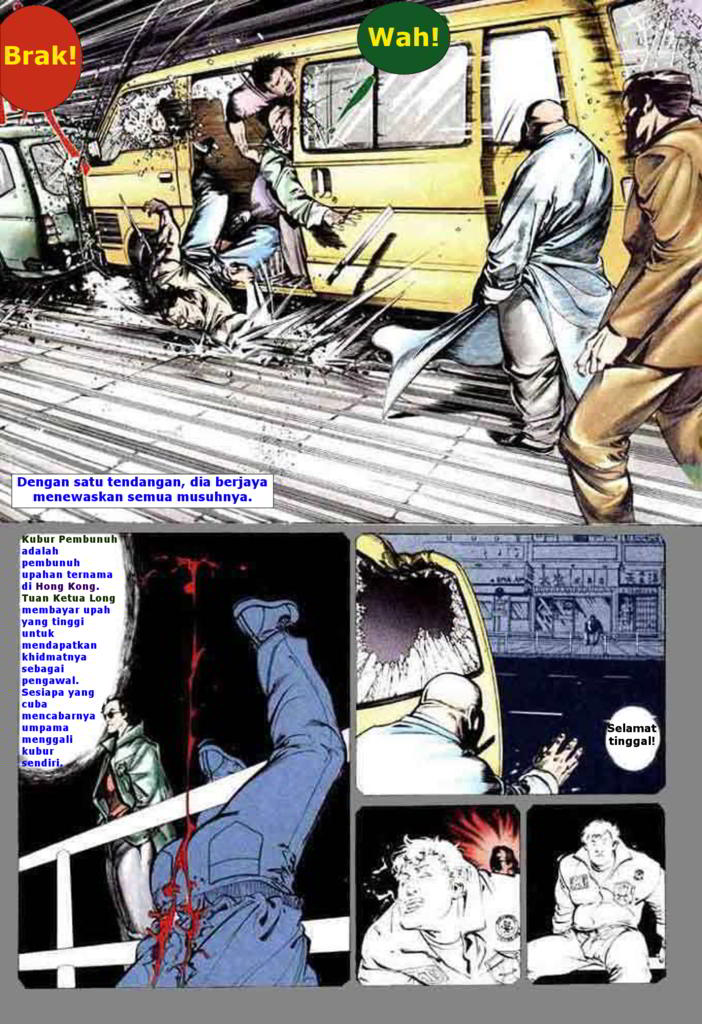 Brak!
Wah!
Dengan satu tendangan, dia berjaya
menewaskan semua musuhnya.
Kubur Pembunuh
adalah
pembunuh
upahan ternama
di Hong Kong.
Tuan Ketua Long
membayar upah
yang tinggi
untuk
mendapatkan
khidmatnya
sebagai
pengawal.
Sesiapa yang
cuba
mencabarnya
umpama
menggali
kubur
sendiri.
Selamat
tinggal!